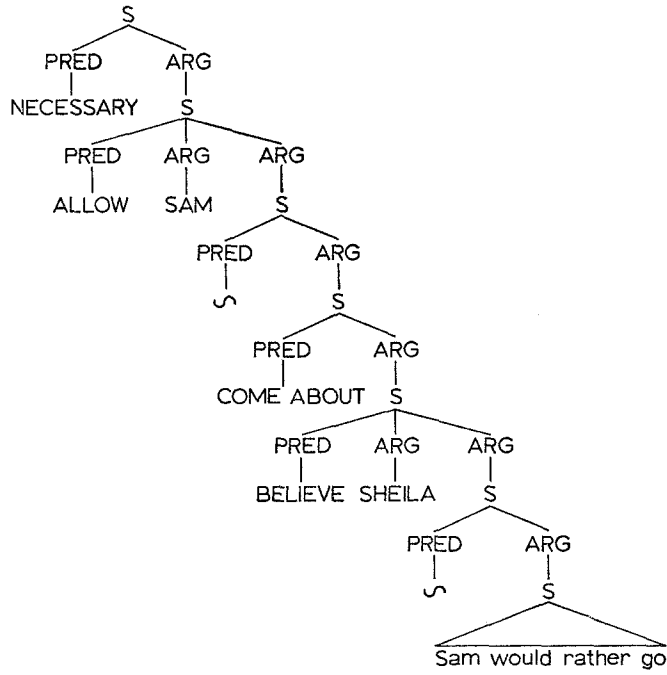 S
PRED ARG
NECESSARY S
PRED ARG ARG
ALLOW SAM S
PRED ARG
∽ S
PRED ARG
COME ABOUT S
PRED ARG ARG
BELIEVE SHEILA S
PRED ARG
∽ S
Sam would rather go